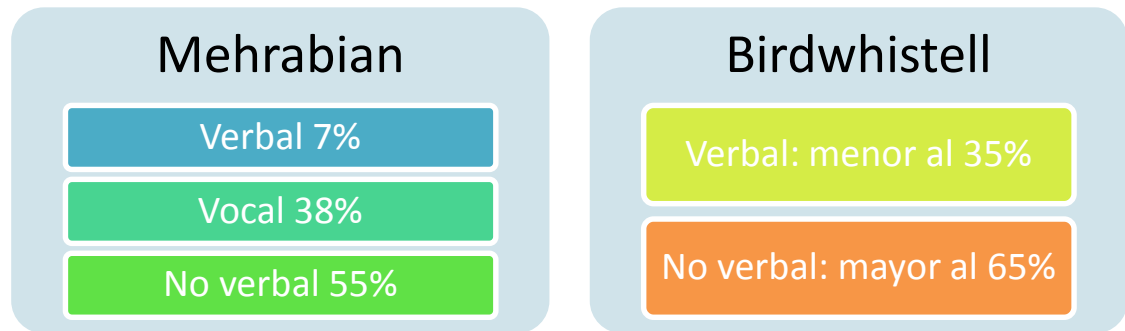 Mehrabian
Verbal 7%
Vocal 38%
No verbal 55%
Birdwhistell
Verbal: menor al 35%
No verbal: mayor al 65%